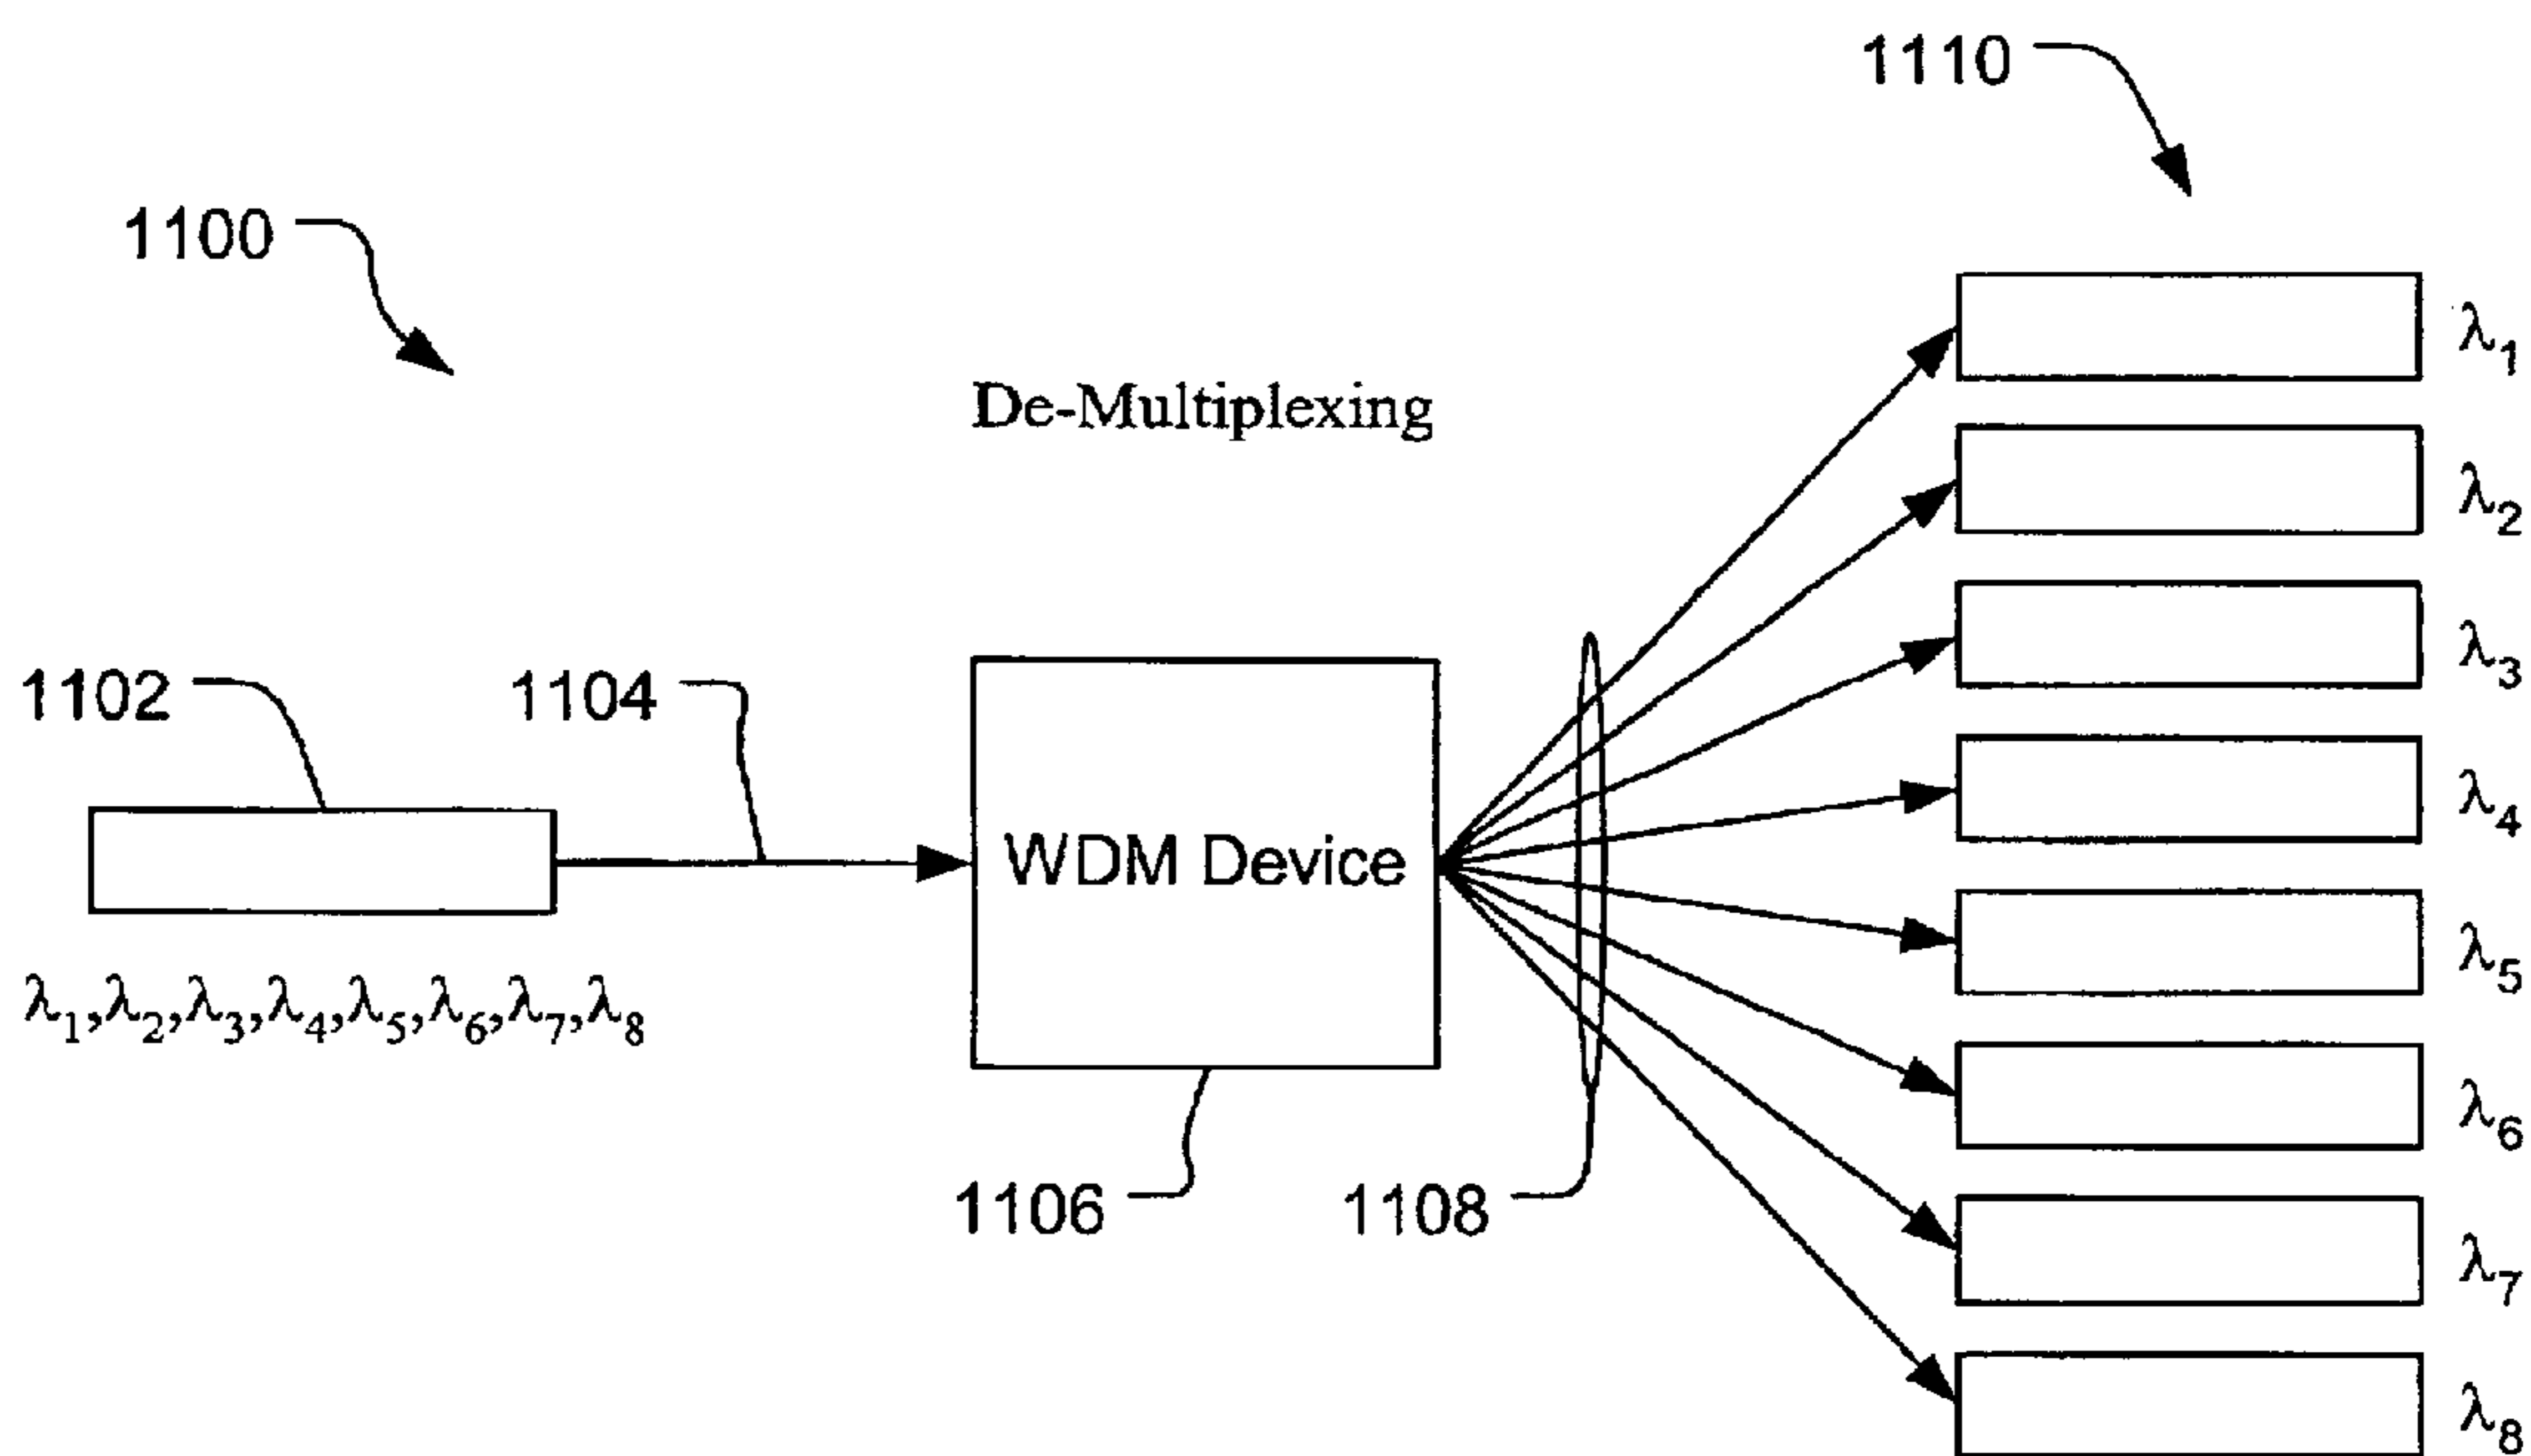 1110
1100
λ₁
De-Multiplexing
λ₂
λ₃
1102
1104
λ₄
WDM Device
λ₅
λ₁,λ₂,λ₃,λ₄,λ₅,λ₆,λ₇,λ₈
λ₆
1106
1108
λ₇
λ₈